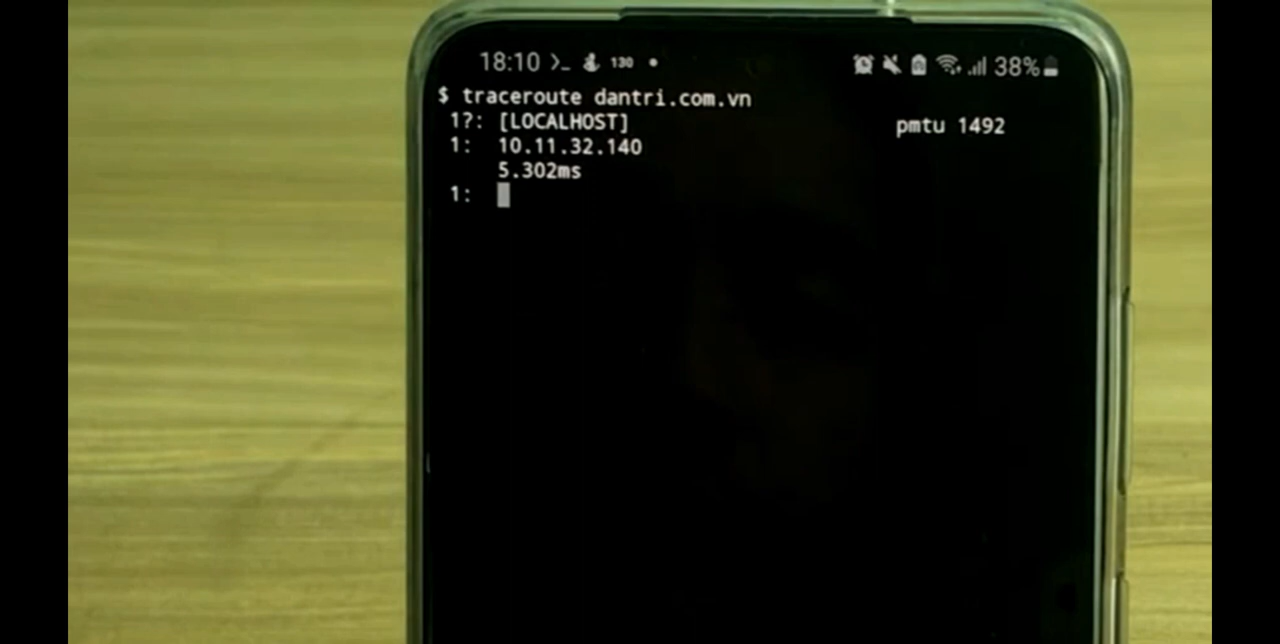 18:10 >_ 130 • 38%
$ traceroute dantri.com.vn
1?: [LOCALHOST] pmtu 1492
1: 10.11.32.140
5.302ms
1: